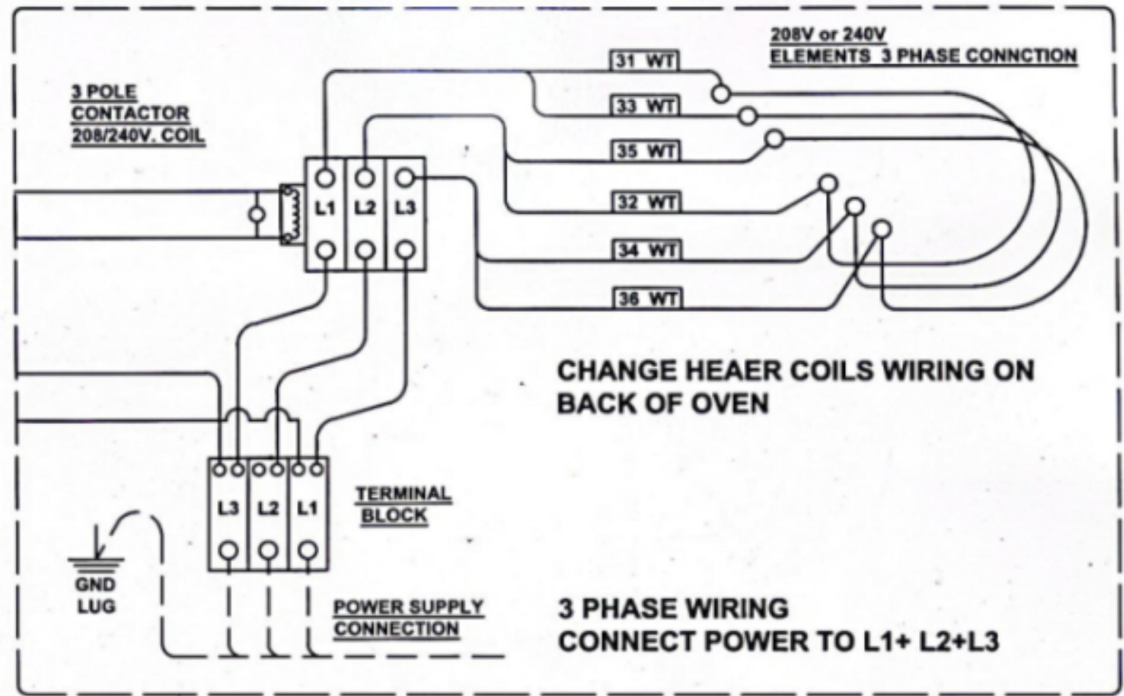 208V or 240V
ELEMENTS 3 PHASE CONNCTION
31 WT
3 POLE
CONTACTOR
208/240V. COIL
33 WT
35 WT
L1 L2 L3
32 WT
34 WT
36 WT
CHANGE HEAER COILS WIRING ON
BACK OF OVEN
L3 L2 L1
TERMINAL
BLOCK
GND
LUG
POWER SUPPLY
CONNECTION
3 PHASE WIRING
CONNECT POWER TO L1+ L2+L3